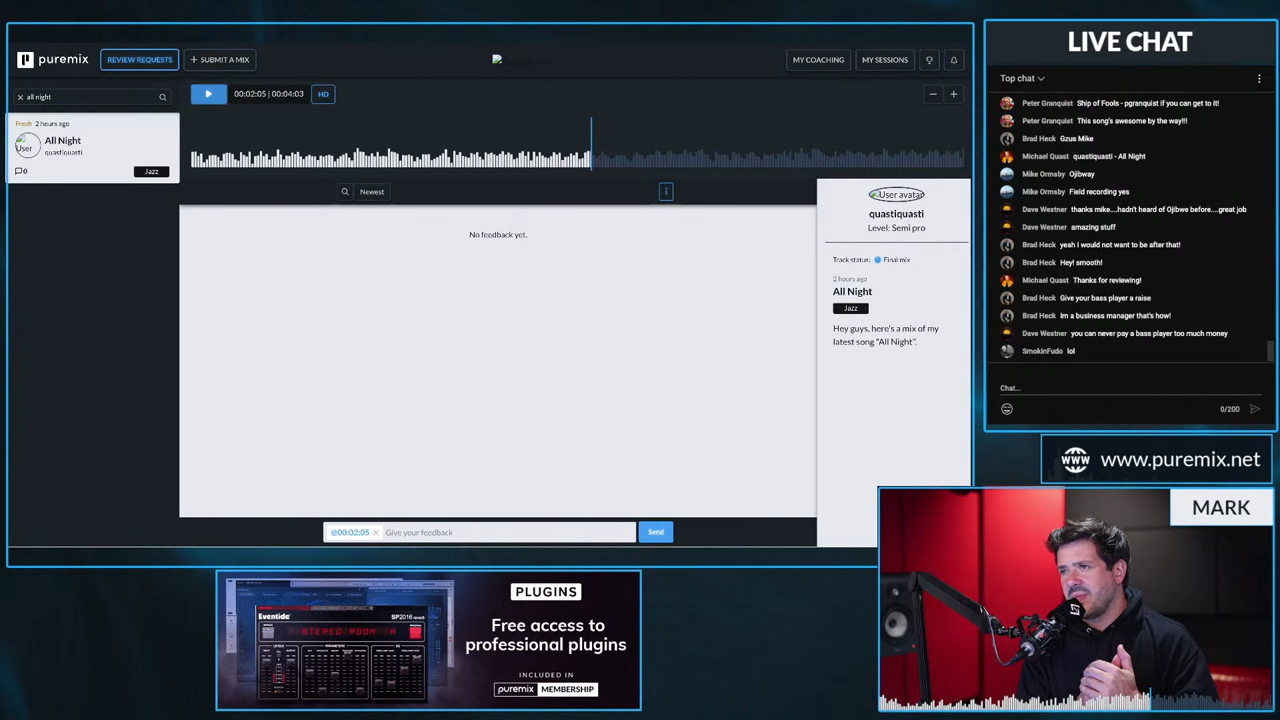 puremix
REVIEW REQUESTS
+ SUBMIT A MIX
MY COACHING
MY SESSIONS
all night
Fresh 2 hours ago
All Night
quastiquasti
User
0
Jazz
00:02:05 | 00:04:03
HD
Newest
No feedback yet.
User avatar
quastiquasti
Level: Semi pro
Track status: Final mix
2 hours ago
All Night
Jazz
Hey guys, here's a mix of my
latest song "All Night".
@00:02:05 × Give your feedback
Send
LIVE CHAT
Top chat
Peter Granquist Ship of Fools - pgranquist if you can get to it!
Peter Granquist This song's awesome by the way!!!
Brad Heck Gzus Mike
Michael Quast quastiquasti - All Night
Mike Ormsby Ojibway
Mike Ormsby Field recording yes
Dave Westner thanks mike....hadn't heard of Ojibwe before....great job
Dave Westner amazing stuff
Brad Heck yeah I would not want to be after that!
Brad Heck Hey! smooth!
Michael Quast Thanks for reviewing!
Brad Heck Give your bass player a raise
Brad Heck Im a business manager that's how!
Dave Westner you can never pay a bass player too much money
SmokinFudo lol
Chat...
0/200
WWW www.puremix.net
MARK
Eventide
SP2016 reverb
STEREO ROOM
PLUGINS
Free access to
professional plugins
INCLUDED IN
puremix MEMBERSHIP